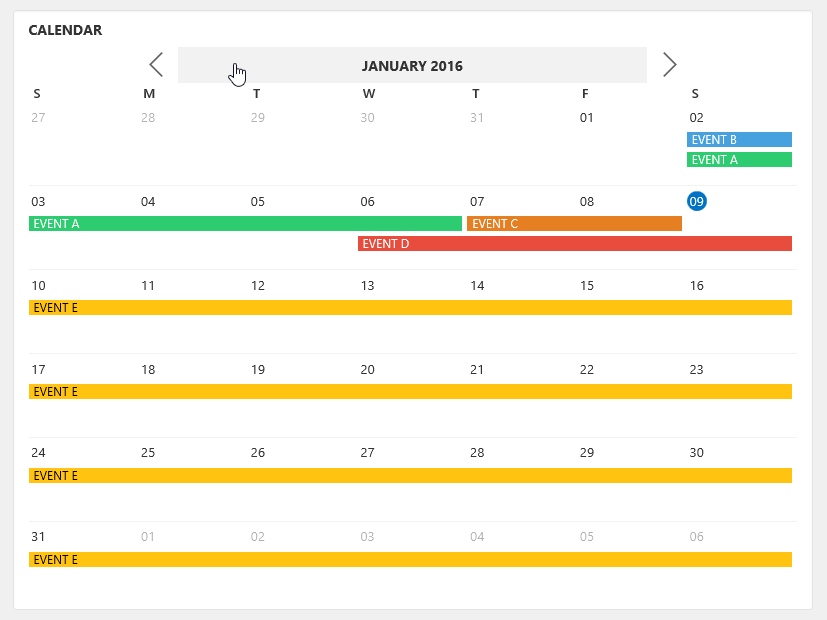 CALENDAR
JANUARY 2016
S M T W T F S
27 28 29 30 31 01 02
EVENT B
EVENT A
03 04 05 06 07 08 09
EVENT A EVENT C
EVENT D
10 11 12 13 14 15 16
EVENT E
17 18 19 20 21 22 23
EVENT E
24 25 26 27 28 29 30
EVENT E
31 01 02 03 04 05 06
EVENT E